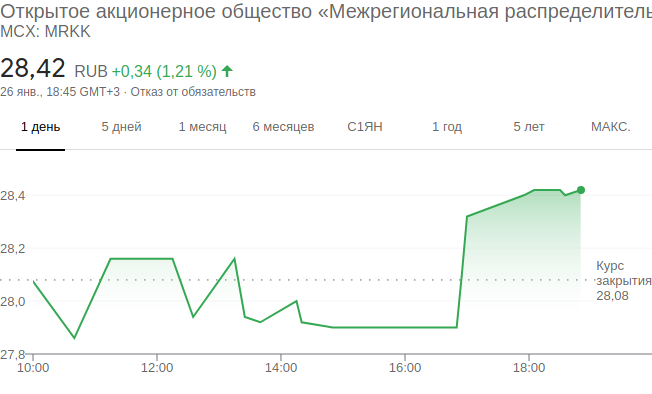 Открытое акционерное общество «Межрегиональная
MCX: MRKK
28,42 RUB +0,34 (1,21 %)
26 янв., 18:45 GMT+3 · Отказ от обязательств
1 день 5 дней 1 месяц 6 месяцев С1ЯН 1 год 5 лет МАКС.
28,4
28,2
28,0
27,8
Курс
закрытия
28.08
10:00 12:00 14:00 16:00 18:00